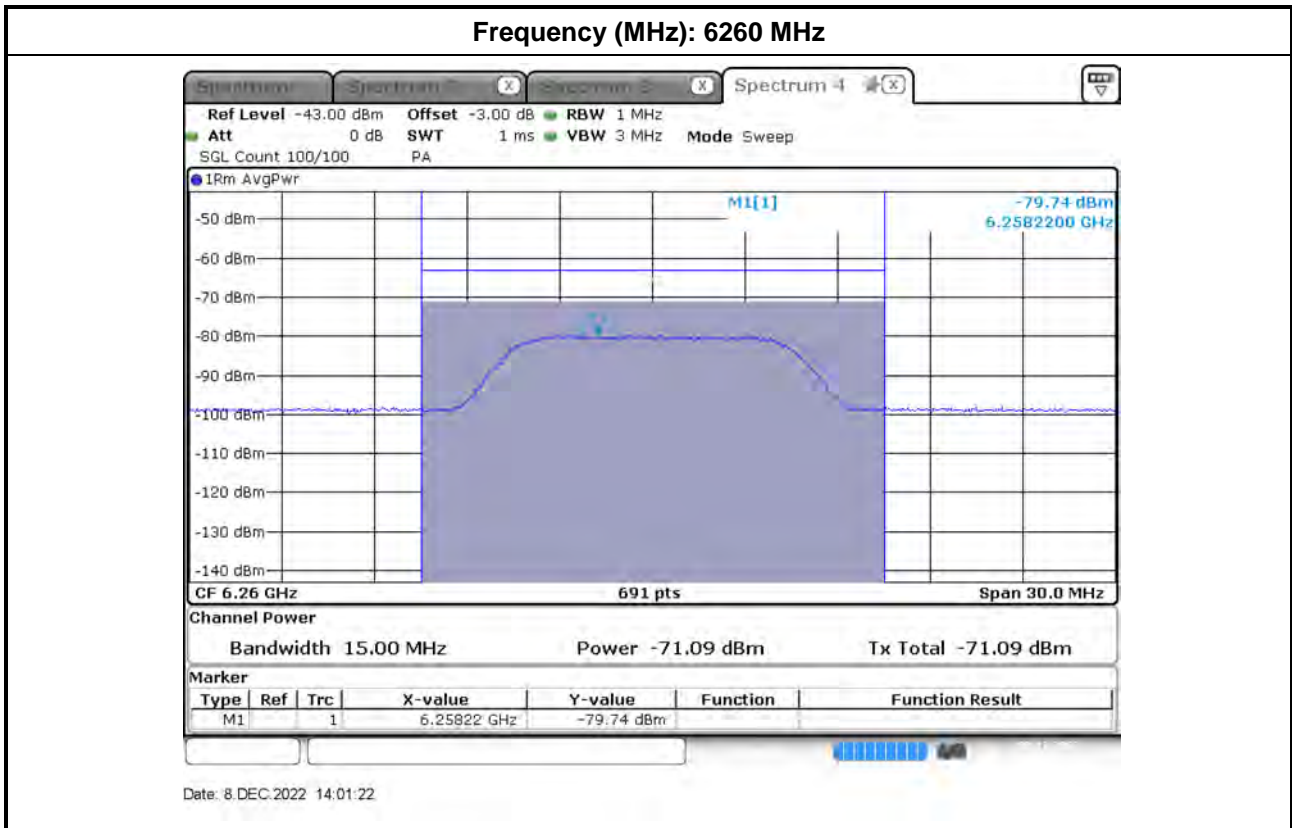 Frequency (MHz): 6260 MHz
Spectrum 4
Ref Level -43.00 dBm Offset -3.00 dB RBW 1 MHz
Att 0 dB SWT 1 ms VBW 3 MHz Mode Sweep
SGL Count 100/100 PA
1Rm AvgPwr
M1[1] -79.74 dBm
6.2582200 GHz
-50 dBm
-60 dBm
-70 dBm
-80 dBm
-90 dBm
-100 dBm
-110 dBm
-120 dBm
-130 dBm
-140 dBm
CF 6.26 GHz 691 pts Span 30.0 MHz
Channel Power
Bandwidth 15.00 MHz Power -71.09 dBm Tx Total -71.09 dBm
Marker
Type Ref Trc X-value Y-value Function Function Result
M1 1 6.25822 GHz -79.74 dBm
Date: 8.DEC.2022 14:01:22